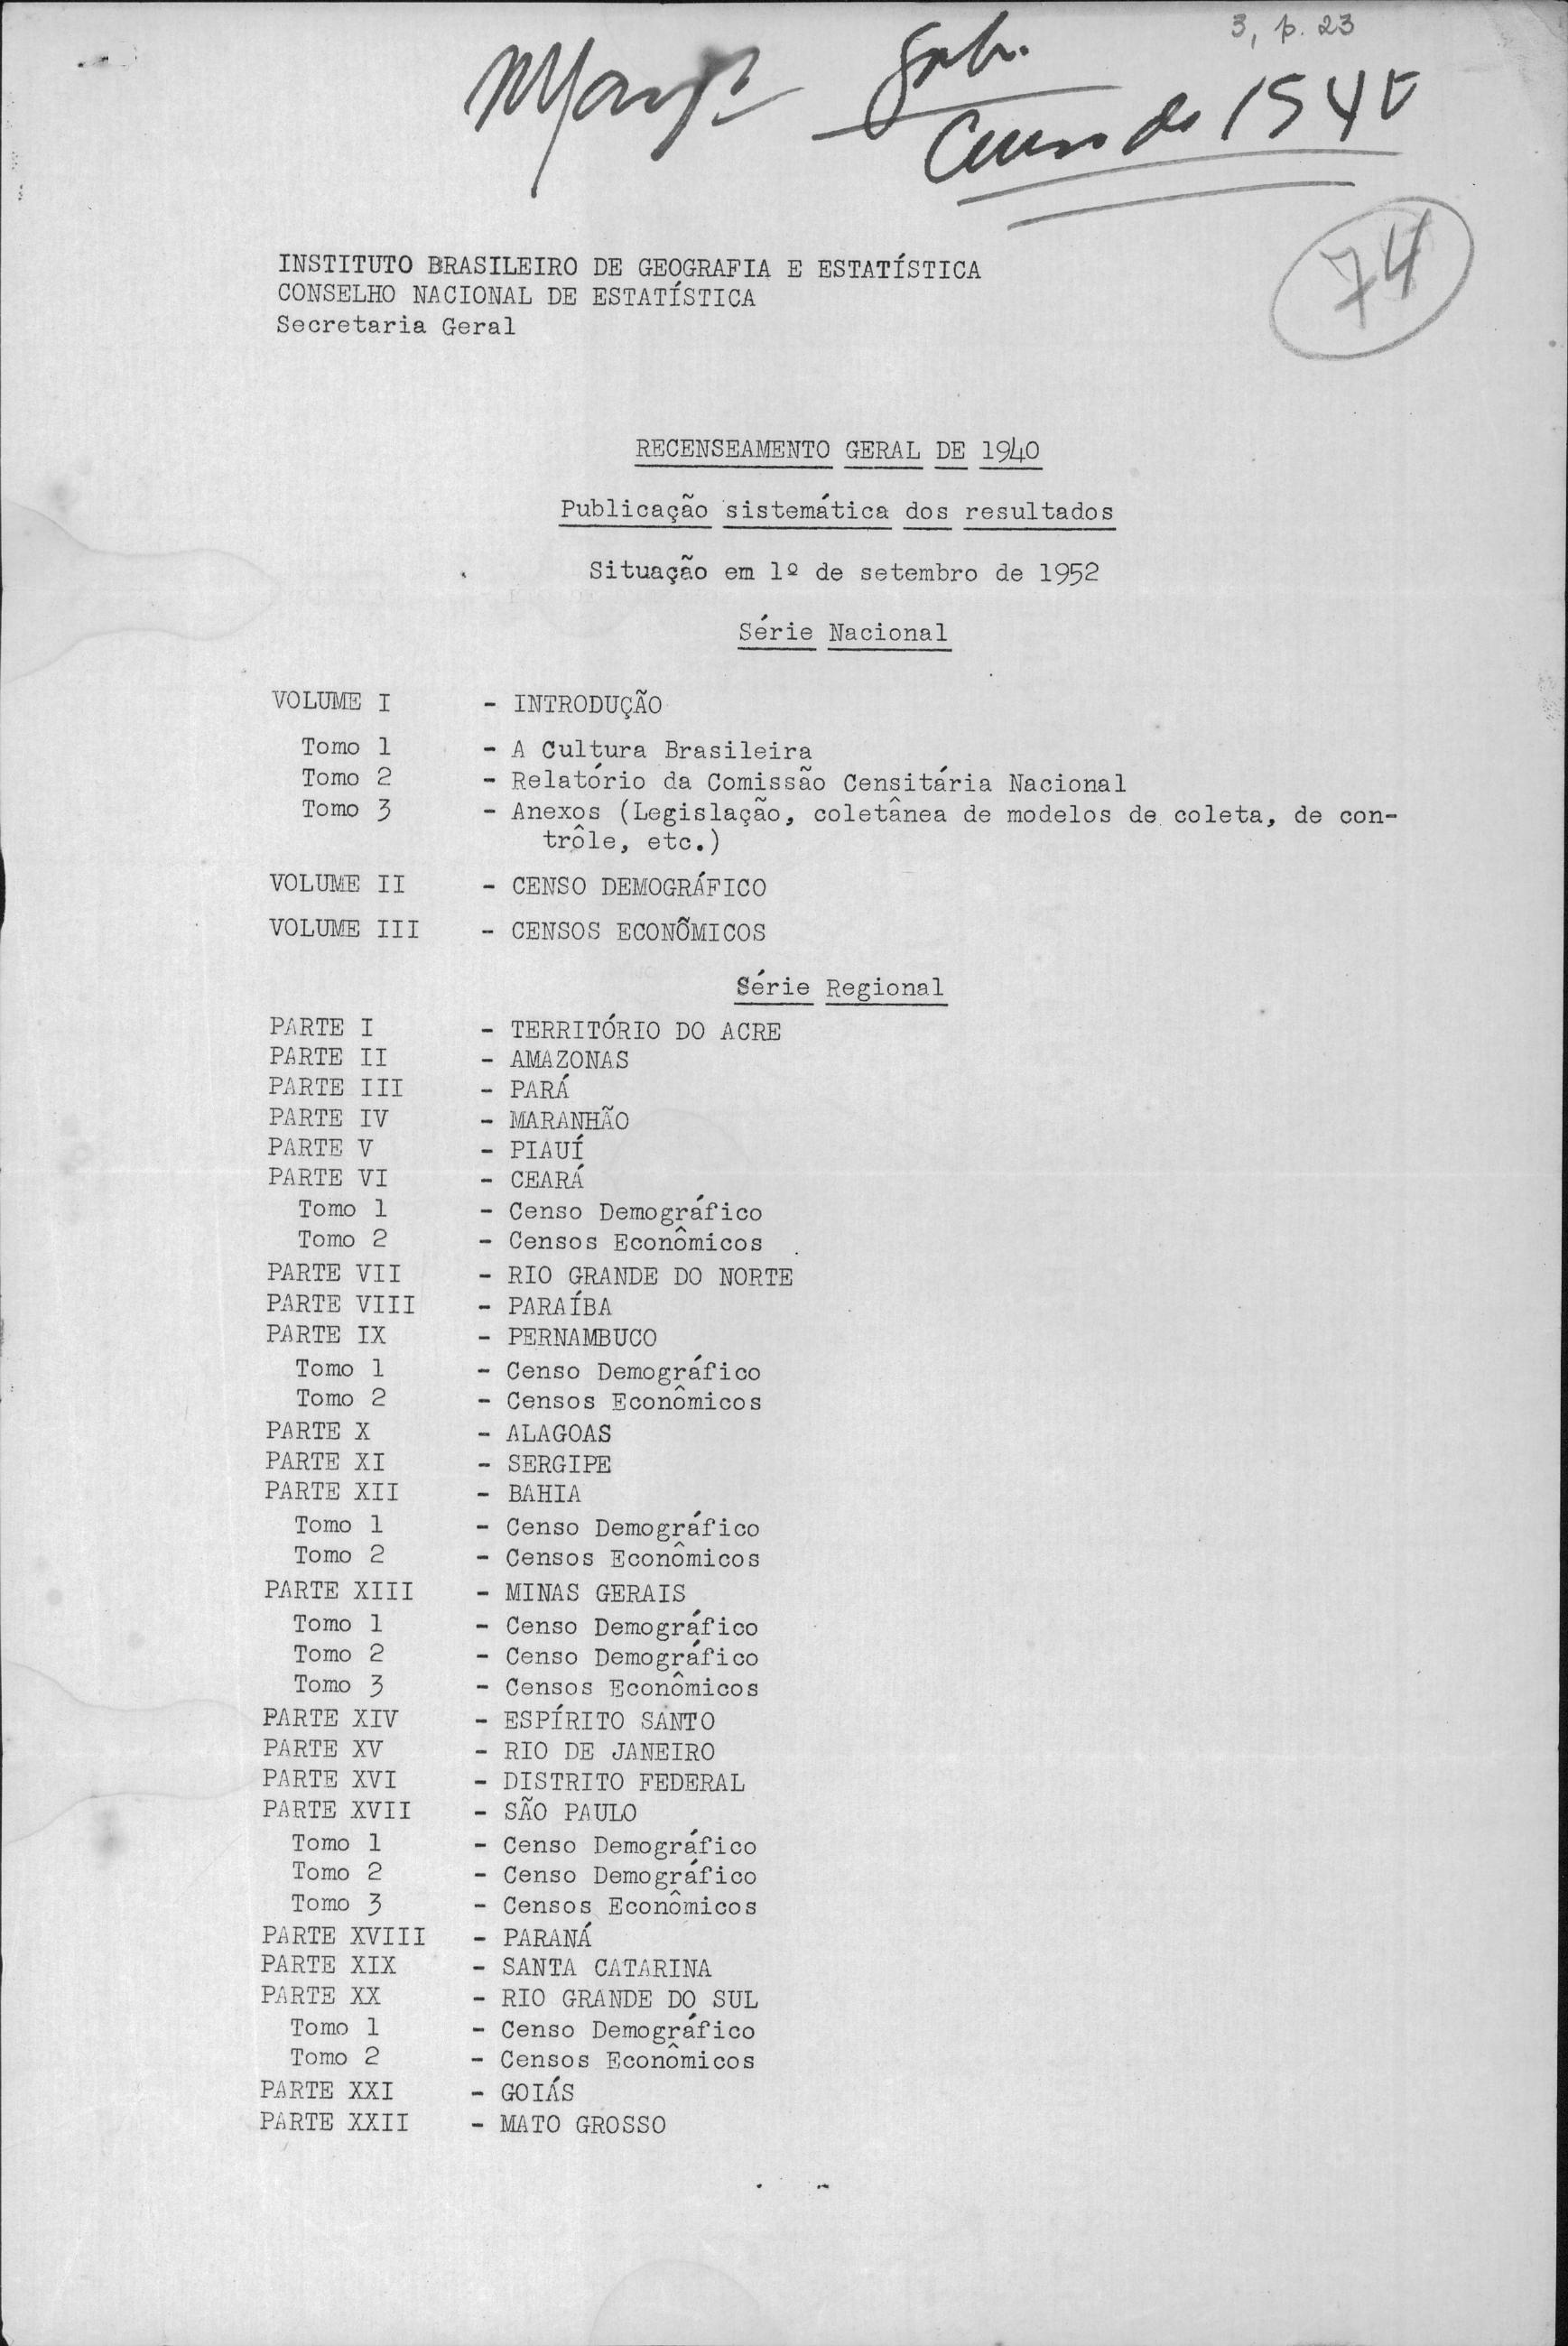 3, p. 23
Censo de 1940
74
INSTITUTO BRASILEIRO DE GEOGRAFIA E ESTATÍSTICA
CONSELHO NACIONAL DE ESTATÍSTICA
Secretaria Geral
RECENSEAMENTO GERAL DE 1940
Publicação sistemática dos resultados
Situação em 1º de setembro de 1952
Série Nacional
VOLUME I - INTRODUÇÃO
Tomo 1 - A Cultura Brasileira
Tomo 2 - Relatório da Comissão Censitária Nacional
Tomo 3 - Anexos (Legislação, coletânea de modelos de coleta, de con-
trôle, etc.)
VOLUME II - CENSO DEMOGRÁFICO
VOLUME III - CENSOS ECONÕMICOS
Série Regional
PARTE I - TERRITÓRIO DO ACRE
PARTE II - AMAZONAS
PARTE III - PARÁ
PARTE IV - MARANHÃO
PARTE V - PIAUÍ
PARTE VI - CEARÁ
Tomo 1 - Censo Demográfico
Tomo 2 - Censos Econômicos
PARTE VII - RIO GRANDE DO NORTE
PARTE VIII - PARAÍBA
PARTE IX - PERNAMBUCO
Tomo 1 - Censo Demográfico
Tomo 2 - Censos Econômicos
PARTE X - ALAGOAS
PARTE XI - SERGIPE
PARTE XII - BAHIA
Tomo 1 - Censo Demográfico
Tomo 2 - Censos Econômicos
PARTE XIII - MINAS GERAIS
Tomo 1 - Censo Demográfico
Tomo 2 - Censo Demográfico
Tomo 3 - Censos Econômicos
PARTE XIV - ESPÍRITO SANTO
PARTE XV - RIO DE JANEIRO
PARTE XVI - DISTRITO FEDERAL
PARTE XVII - SÃO PAULO
Tomo 1 - Censo Demográfico
Tomo 2 - Censo Demográfico
Tomo 3 - Censos Econômicos
PARTE XVIII - PARANÁ
PARTE XIX - SANTA CATARINA
PARTE XX - RIO GRANDE DO SUL
Tomo 1 - Censo Demográfico
Tomo 2 - Censos Econômicos
PARTE XXI - GOIÁS
PARTE XXII - MATO GROSSO